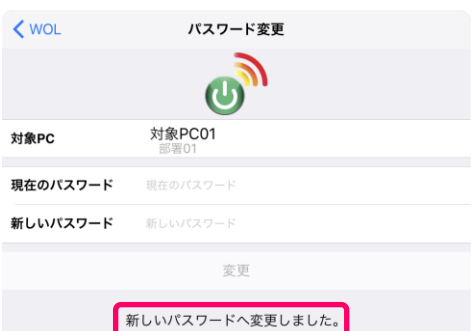 WOL パスワード変更
対象PC 対象PC01
部署01
現在のパスワード 現在のパスワード
新しいパスワード 新しいパスワード
変更
新しいパスワードへ変更しました。